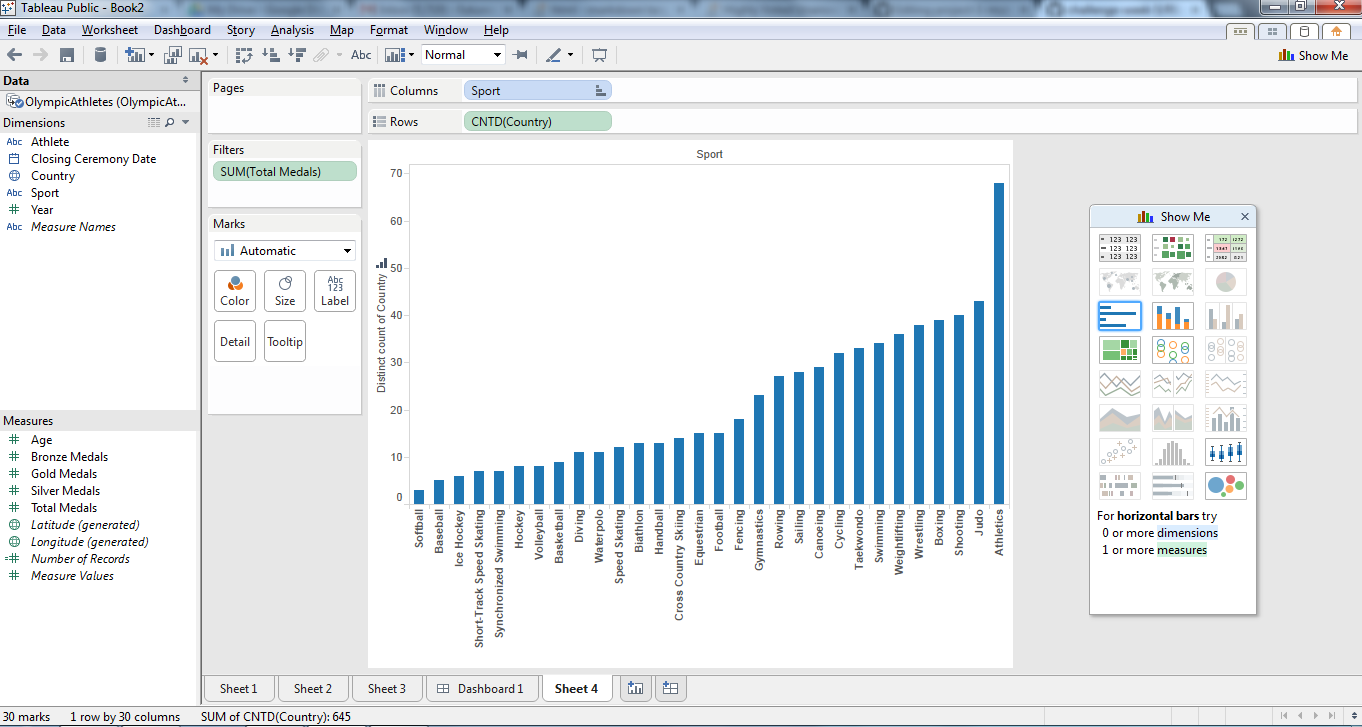 Tableau Public - Book2
File Data Worksheet Dashboard Story Analysis Map Format Window Help
Abc Normal Show Me
Data
OlympicAthletes (OlympicAt...
Dimensions
Abc Athlete
Closing Ceremony Date
Country
Abc Sport
Year
Abc Measure Names
Measures
Age
Bronze Medals
Gold Medals
Silver Medals
Total Medals
Latitude (generated)
Longitude (generated)
Number of Records
Measure Values
Pages
Filters
SUM(Total Medals)
Marks
Automatic
Color Size Abc 123 Label
Detail Tooltip
Columns Sport
Rows CNTD(Country)
Sport
Distinct count of Country
70
60
50
40
30
20
10
0
Softball
Baseball
Ice Hockey
Short-Track Speed Skating
Synchronized Swimming
Hockey
Volleyball
Basketball
Diving
Waterpolo
Speed Skating
Biathlon
Handball
Cross Country Skiing
Equestrian
Football
Fencing
Gymnastics
Rowing
Sailing
Canoeing
Cycling
Taekwondo
Swimming
Weightlifting
Wrestling
Boxing
Shooting
Judo
Athletics
Show Me
123 123
123 123
123 123
For horizontal bars try
0 or more dimensions
1 or more measures
Sheet 1 Sheet 2 Sheet 3 Dashboard 1 Sheet 4
30 marks 1 row by 30 columns SUM of CNTD(Country): 645